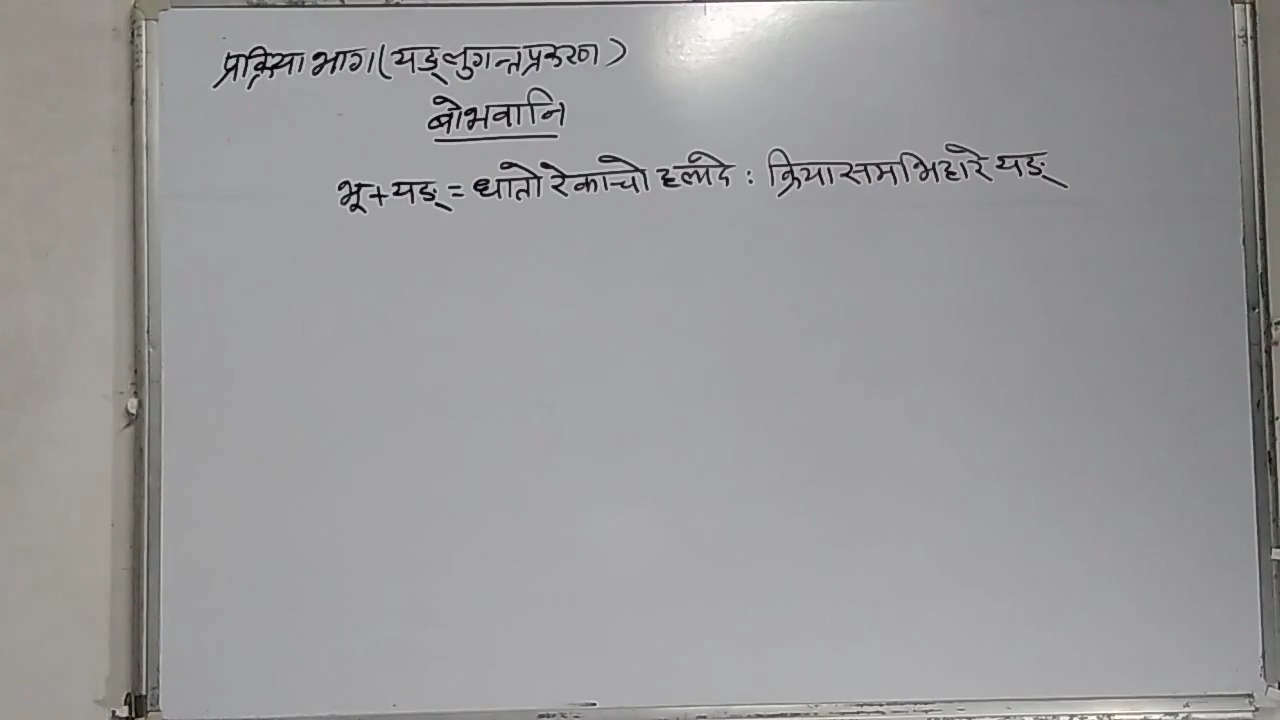 प्रक्रिया भाग (यङ्लुगन्तप्रकरण)
बोभवानि
भू + यङ् = धातोरेकाचो हलादे: क्रियासमभिहारे यङ्